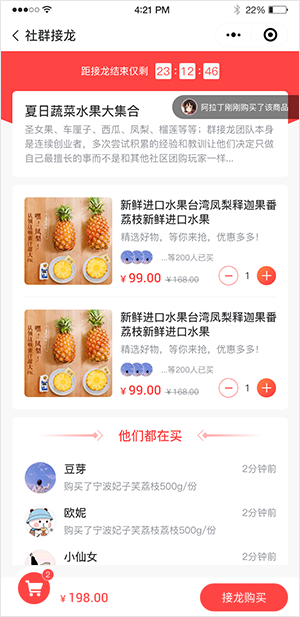 4:21 PM
22%
社群接龙
距接龙结束仅剩 23 : 12 : 46
夏日蔬菜水果大集合
阿拉丁刚刚购买了该商品
圣女果、车厘子、西瓜、凤梨、榴莲等等；群接龙团队本身
是连续创业者，多次尝试积累的经验和教训让他们决定只做
自己最擅长的事而不是和其他社区团购玩家一样...
新鲜进口水果台湾凤梨释迦果番
荔枝新鲜进口水果
精选好物，等你来抢，优惠多多！
...等200人已买
¥ 99.00 ¥ 168.00
1
新鲜进口水果台湾凤梨释迦果番
荔枝新鲜进口水果
精选好物，等你来抢，优惠多多！
...等200人已买
¥ 99.00 ¥ 168.00
1
他们都在买
豆芽
2分钟前
购买了宁波妃子笑荔枝500g/份
欧妮
2分钟前
购买了宁波妃子笑荔枝荔枝500g/份
小仙女
2分钟前
2
¥ 198.00
接龙购买